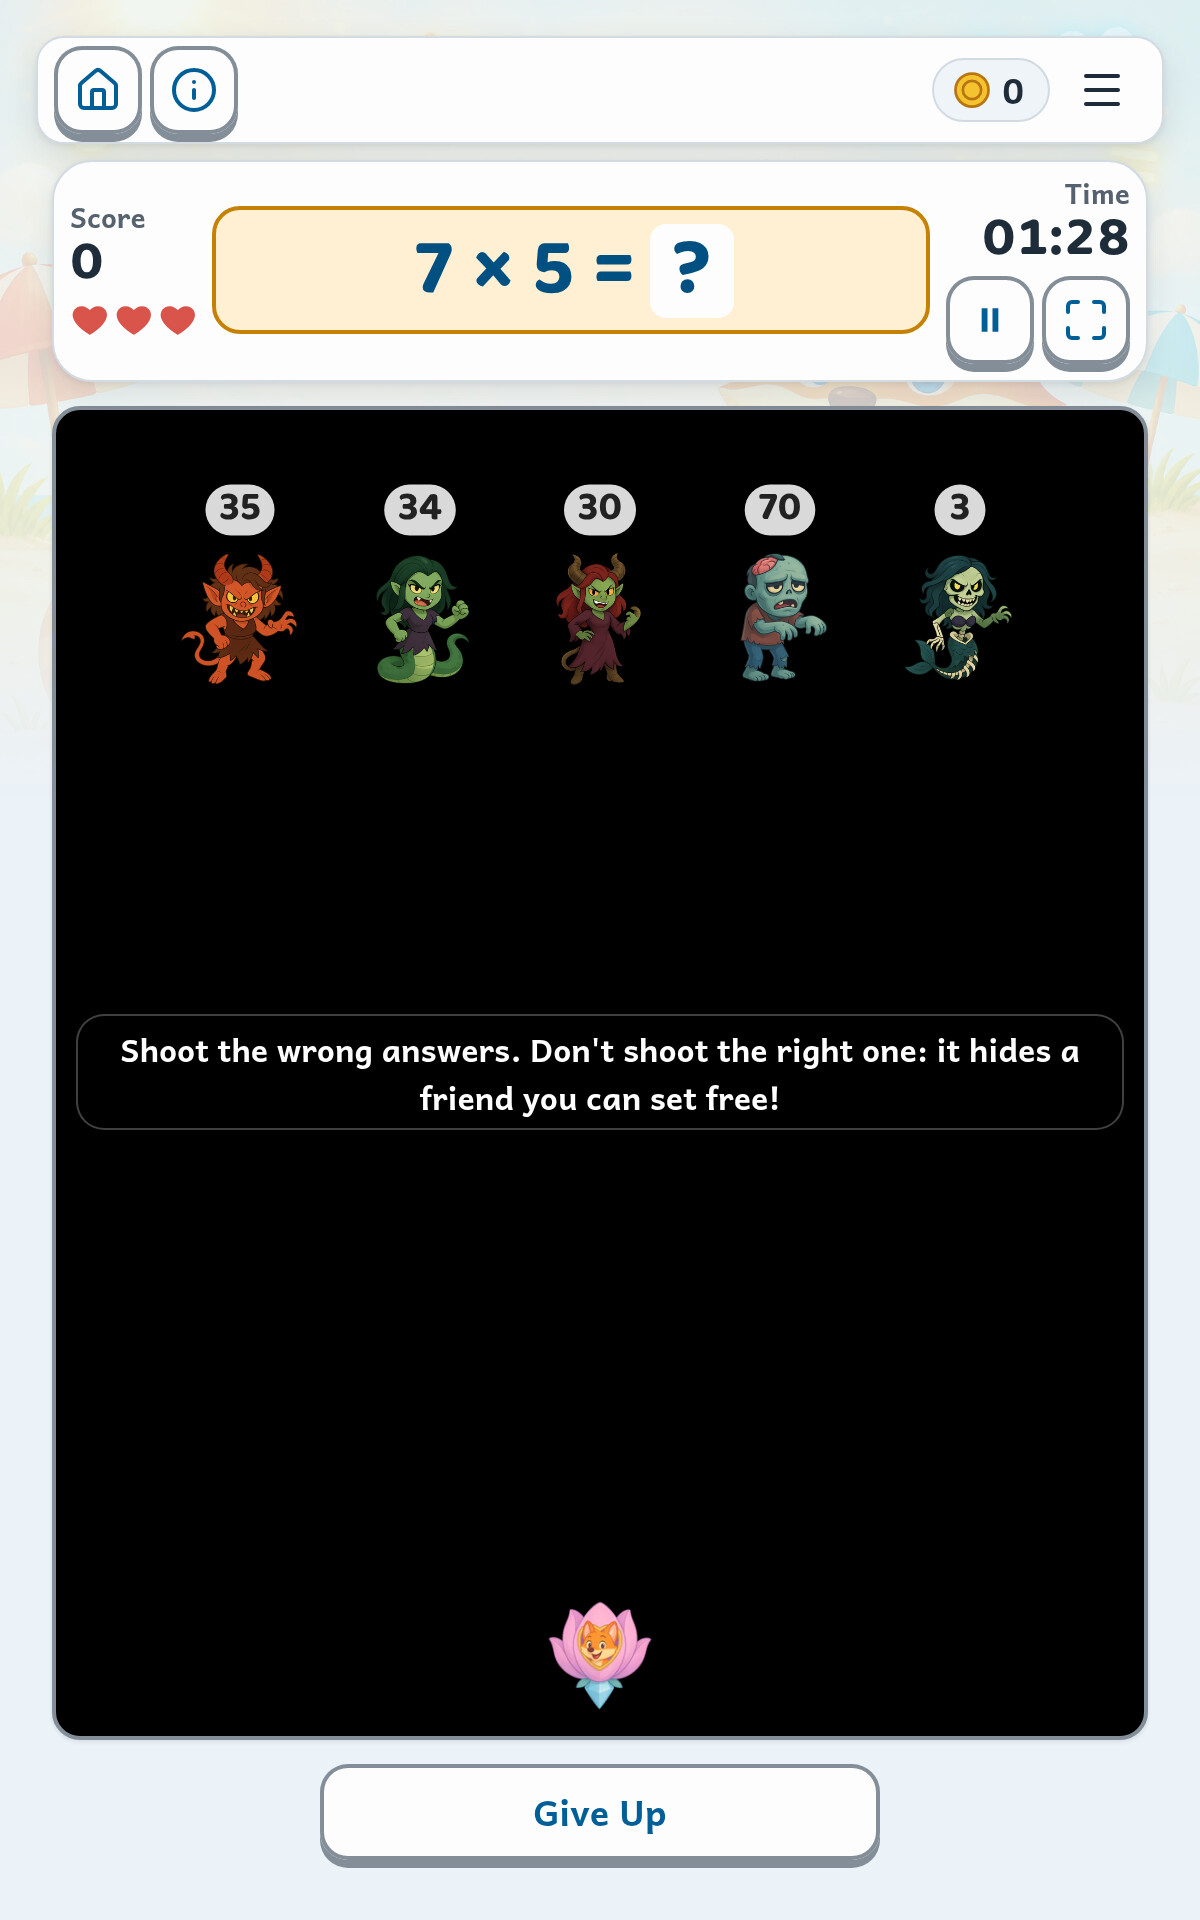 0
Score
0
7 × 5 = ?
Time
01:28
35 34 30 70 3
Shoot the wrong answers. Don't shoot the right one: it hides a
friend you can set free!
Give Up